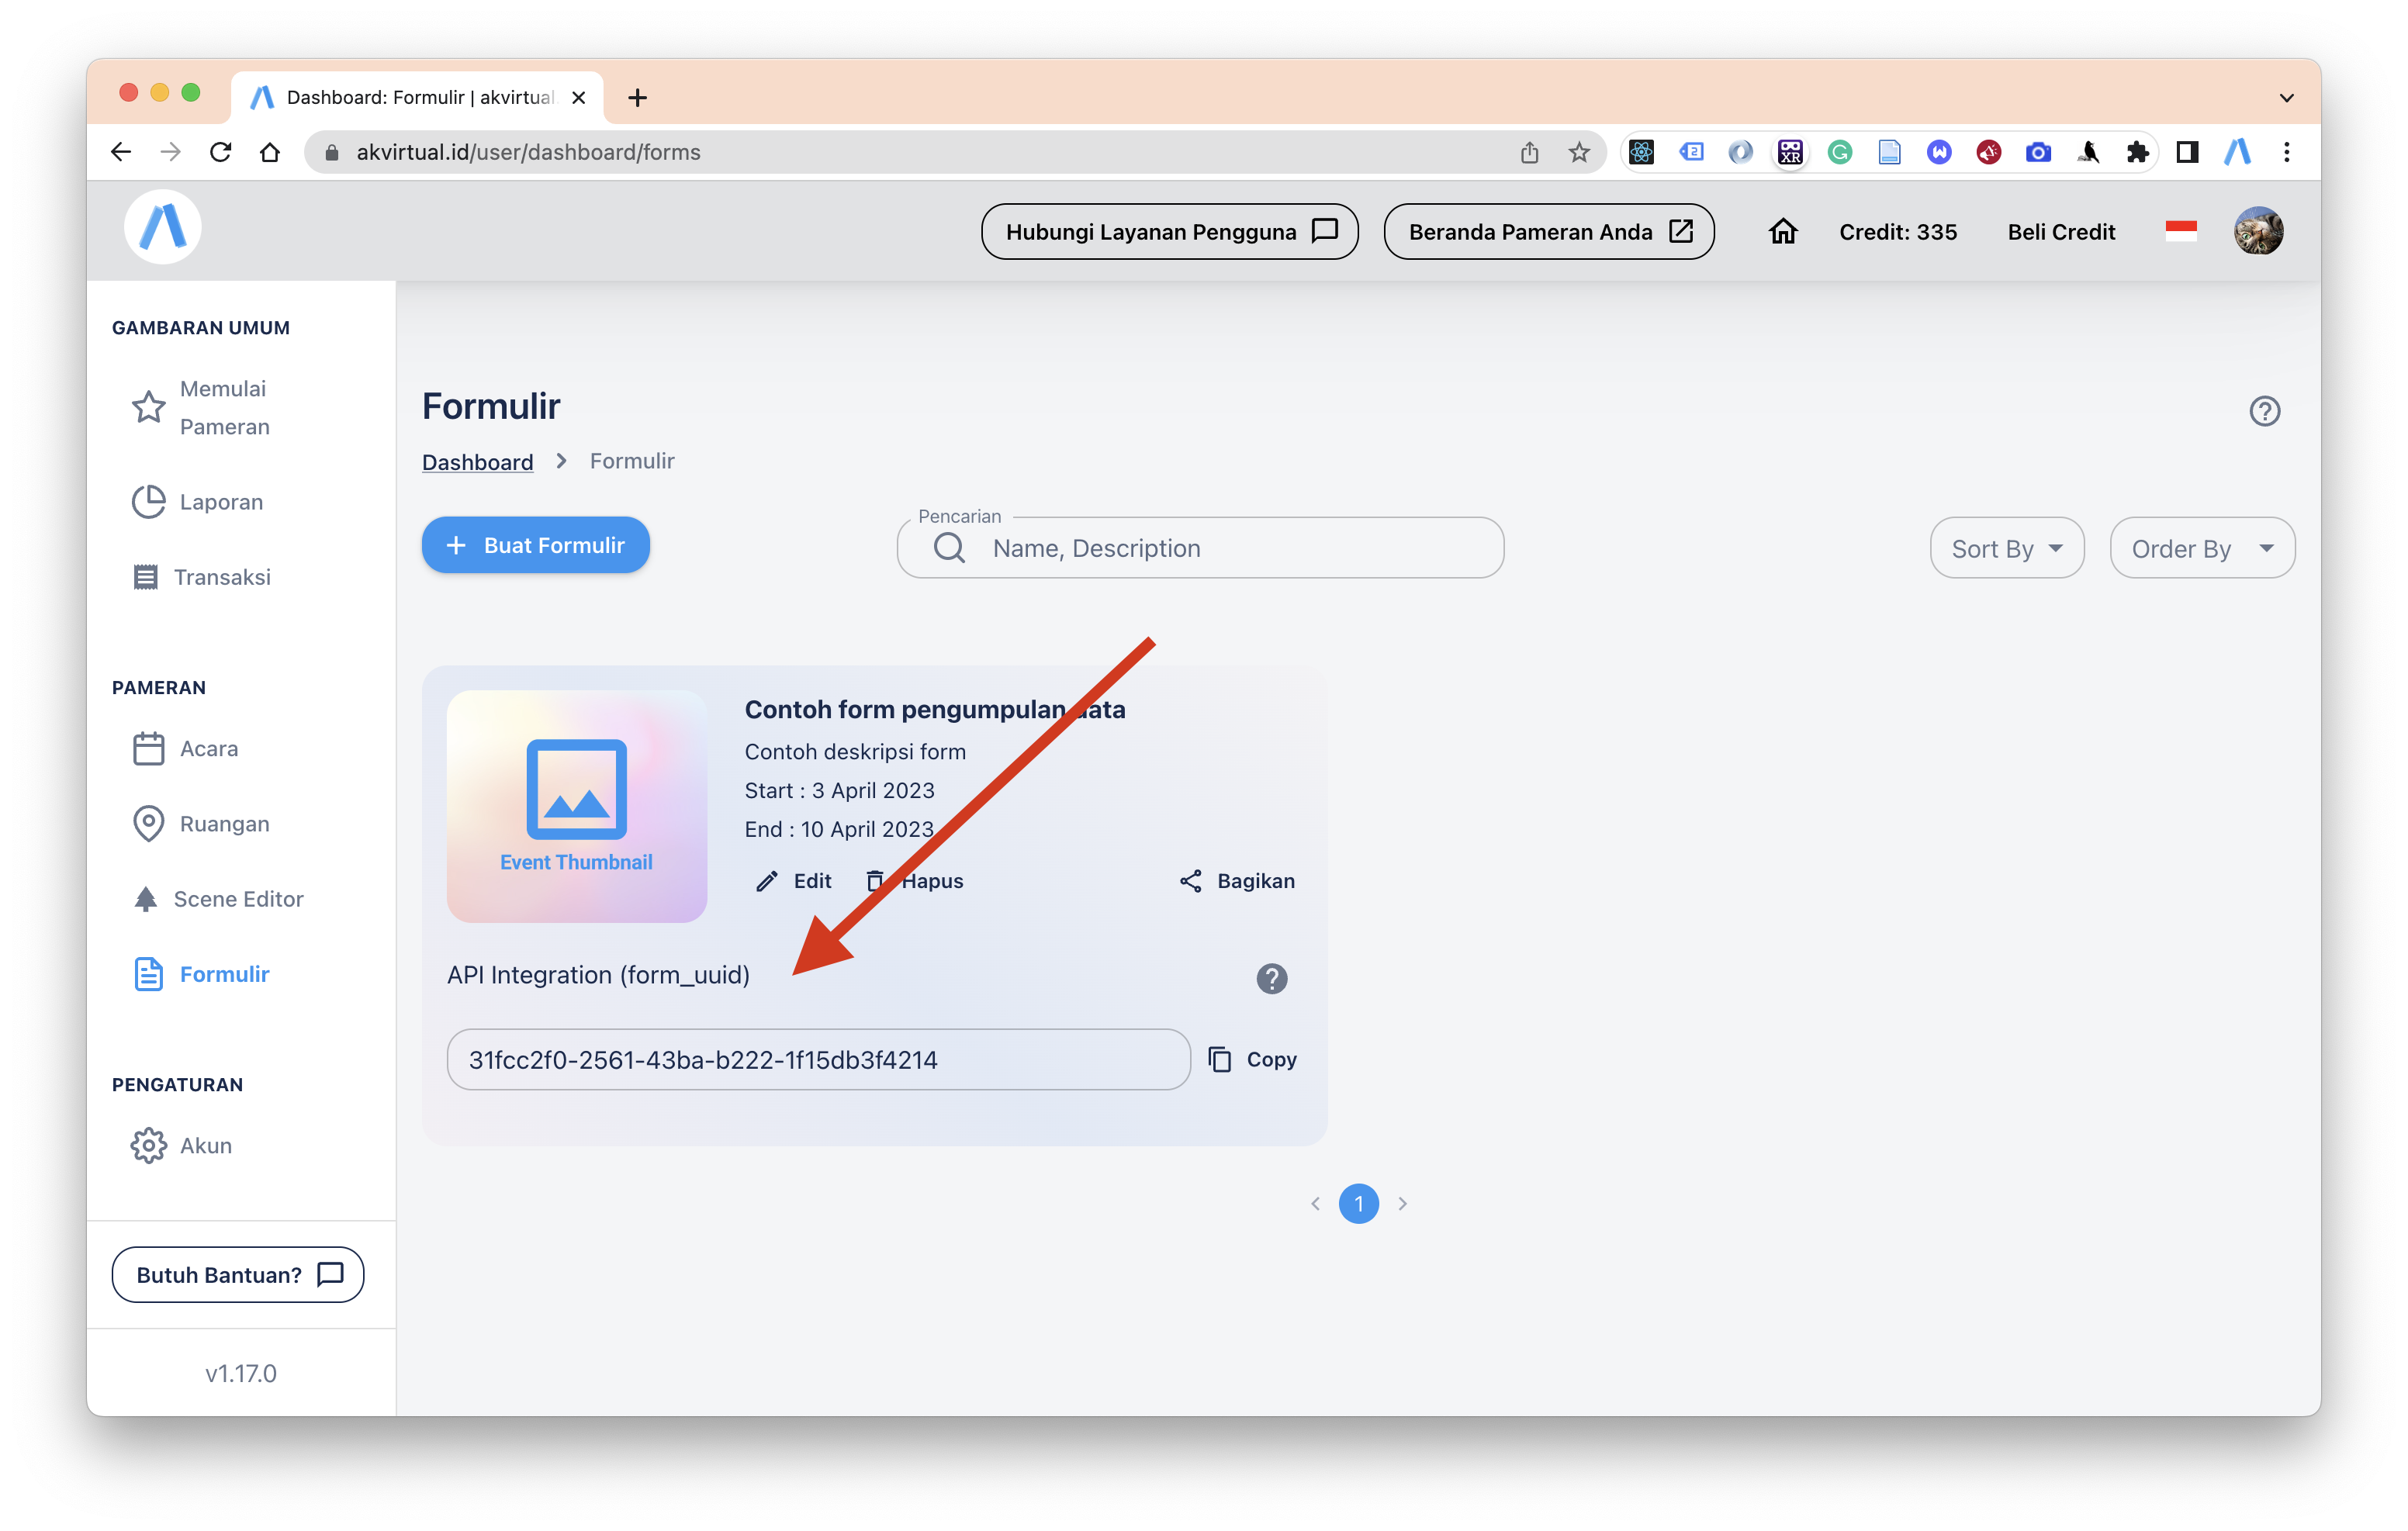 Dashboard: Formulir | akvirtual
akvirtual.id/user/dashboard/forms
Hubungi Layanan Pengguna
Beranda Pameran Anda
Credit: 335
Beli Credit
GAMBARAN UMUM
Memulai
Pameran
Laporan
Transaksi
PAMERAN
Acara
Ruangan
Scene Editor
Formulir
PENGATURAN
Akun
Butuh Bantuan?
v1.17.0
Formulir
Dashboard > Formulir
+ Buat Formulir
Pencarian
Name, Description
Sort By
Order By
Event Thumbnail
Contoh form pengumpulan data
Contoh deskripsi form
Start : 3 April 2023
End : 10 April 2023
Edit
Hapus
Bagikan
API Integration (form_uuid)
31fcc2f0-2561-43ba-b222-1f15db3f4214
Copy
1